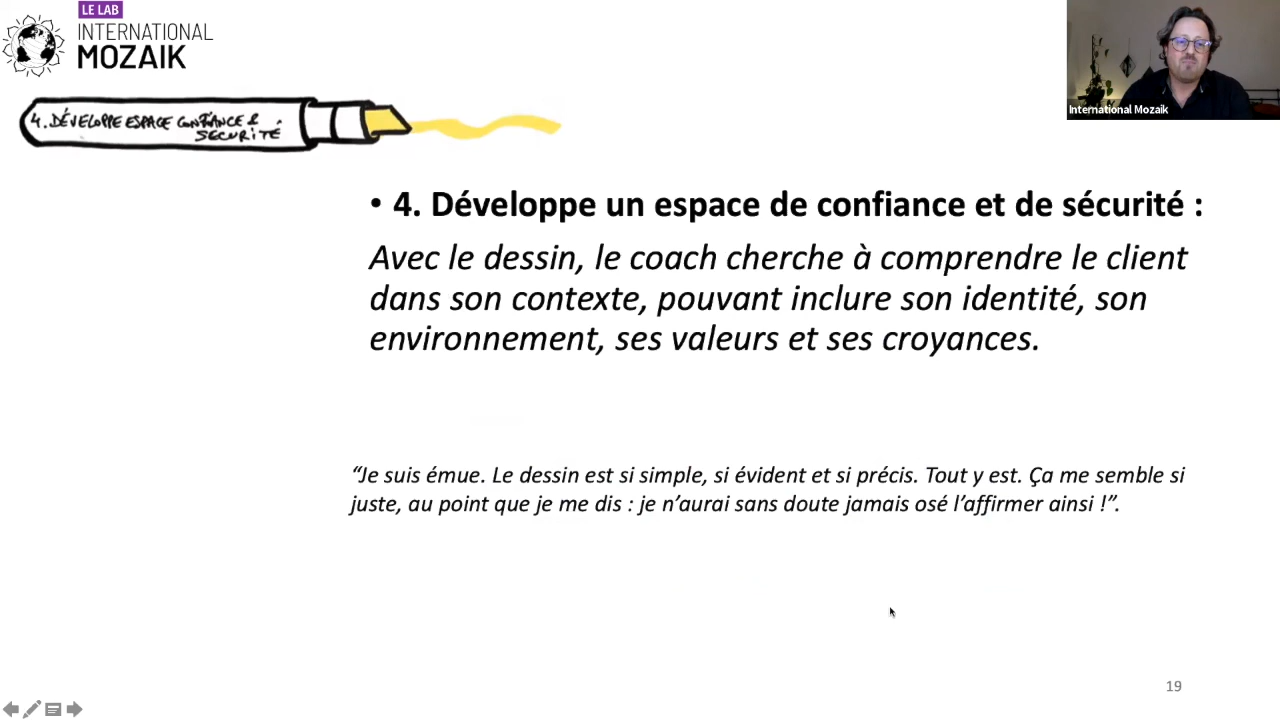 LE LAB
INTERNATIONAL
MOZAIK
International Mozaik
4. DÉVELOPPE ESPACE CONFIANCE &
SÉCURITÉ
• 4. Développe un espace de confiance et de sécurité :
Avec le dessin, le coach cherche à comprendre le client
dans son contexte, pouvant inclure son identité, son
environnement, ses valeurs et ses croyances.
“Je suis émue. Le dessin est si simple, si évident et si précis. Tout y est. Ça me semble si
juste, au point que je me dis : je n’aurai sans doute jamais osé l’affirmer ainsi !”.
19